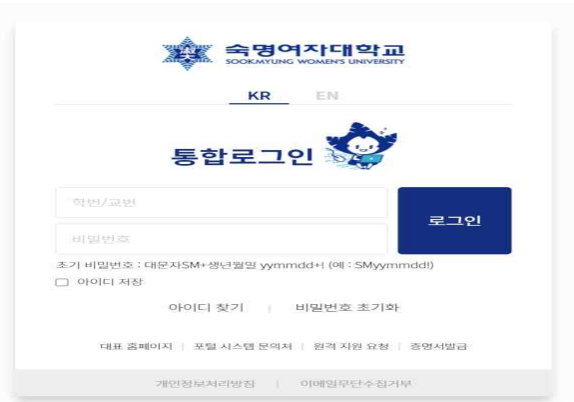 숙명여자대학교
SOOKMYUNG WOMEN'S UNIVERSITY
KR EN
통합로그인
학번/교번
로그인
비밀번호
초기 비밀번호 : 대문자SM+생년월일 yymmdd+! (예 : SMyymmdd!)
아이디 저장
아이디 찾기 | 비밀번호 초기화
대표 홈페이지 | 포털 시스템 문의처 | 원격 지원 요청 | 증명서발급
개인정보처리방침 | 이메일무단수집거부